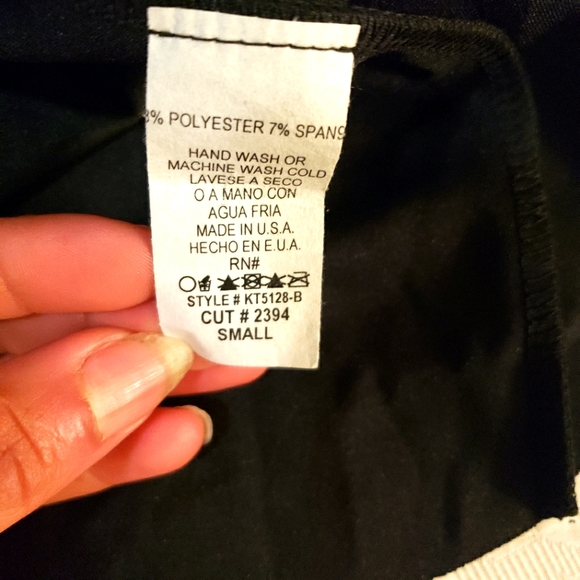 3% POLYESTER 7% SPAN
HAND WASH OR
MACHINE WASH COLD
LAVESE A SECO
O A MANO CON
AGUA FRIA
MADE IN U.S.A.
HECHO EN E.U.A.
RN#
STYLE # KT5128-B
CUT # 2394
SMALL